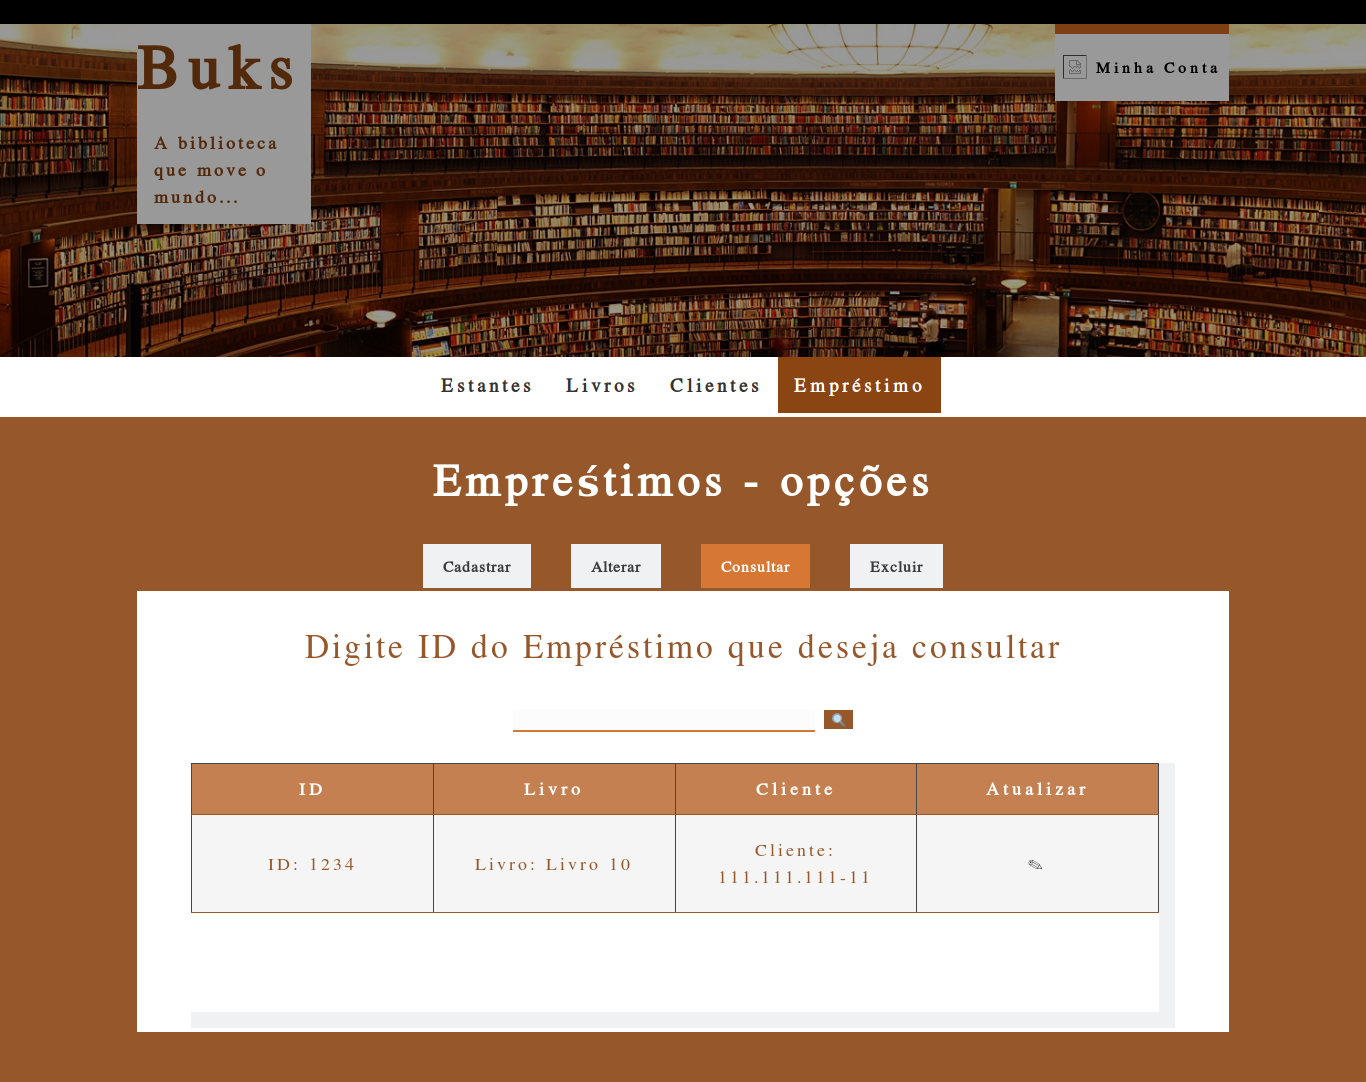 Buks
A biblioteca
que move o
mundo...
Minha Conta
Estantes Livros Clientes Empréstimo
Empreśtimos - opções
Cadastrar Alterar Consultar Excluir
Digite ID do Empréstimo que deseja consultar
ID Livro Cliente Atualizar
ID: 1234 Livro: Livro 10 Cliente:
111.111.111-11